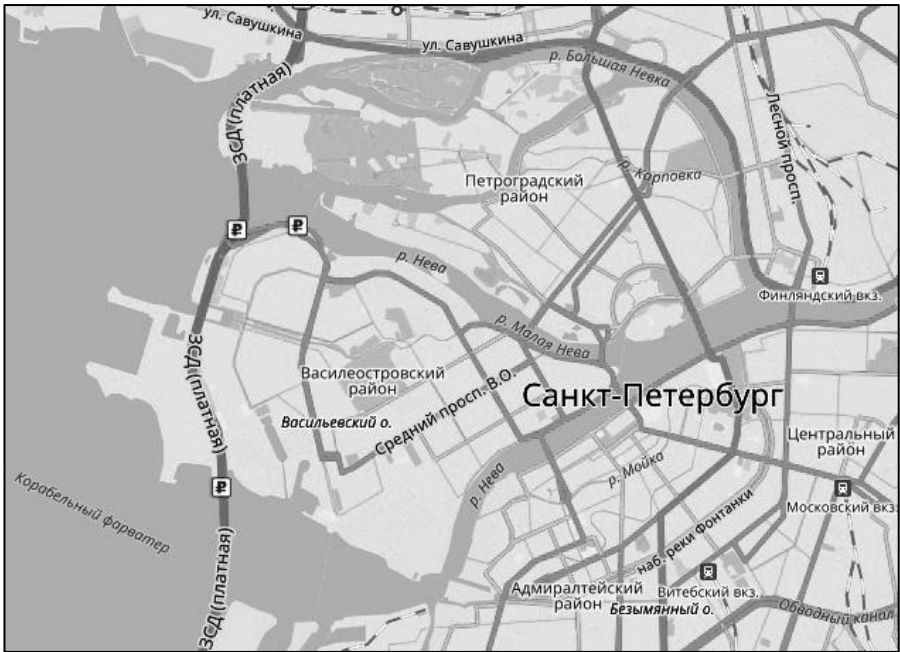 ул. Савушкина
ул. Савушкина
р. Большая Невка
ЗСД (платная)
Лесной просп.
р. Карповка
Петроградский
район
₽
₽
р. Нева
Финляндский вкз.
р. Малая Нева
ЗСД (платная)
Василеостровский
район
Санкт-Петербург
Средний просп. В.О.
Васильевский о.
Центральный
район
р. Мойка
р. Нева
₽
Корабельный фарватер
Московский вкз.
наб. реки Фонтанки
ЗСД (платная)
Адмиралтейский
район
Витебский вкз.
Безымянный о.
Обводный канал